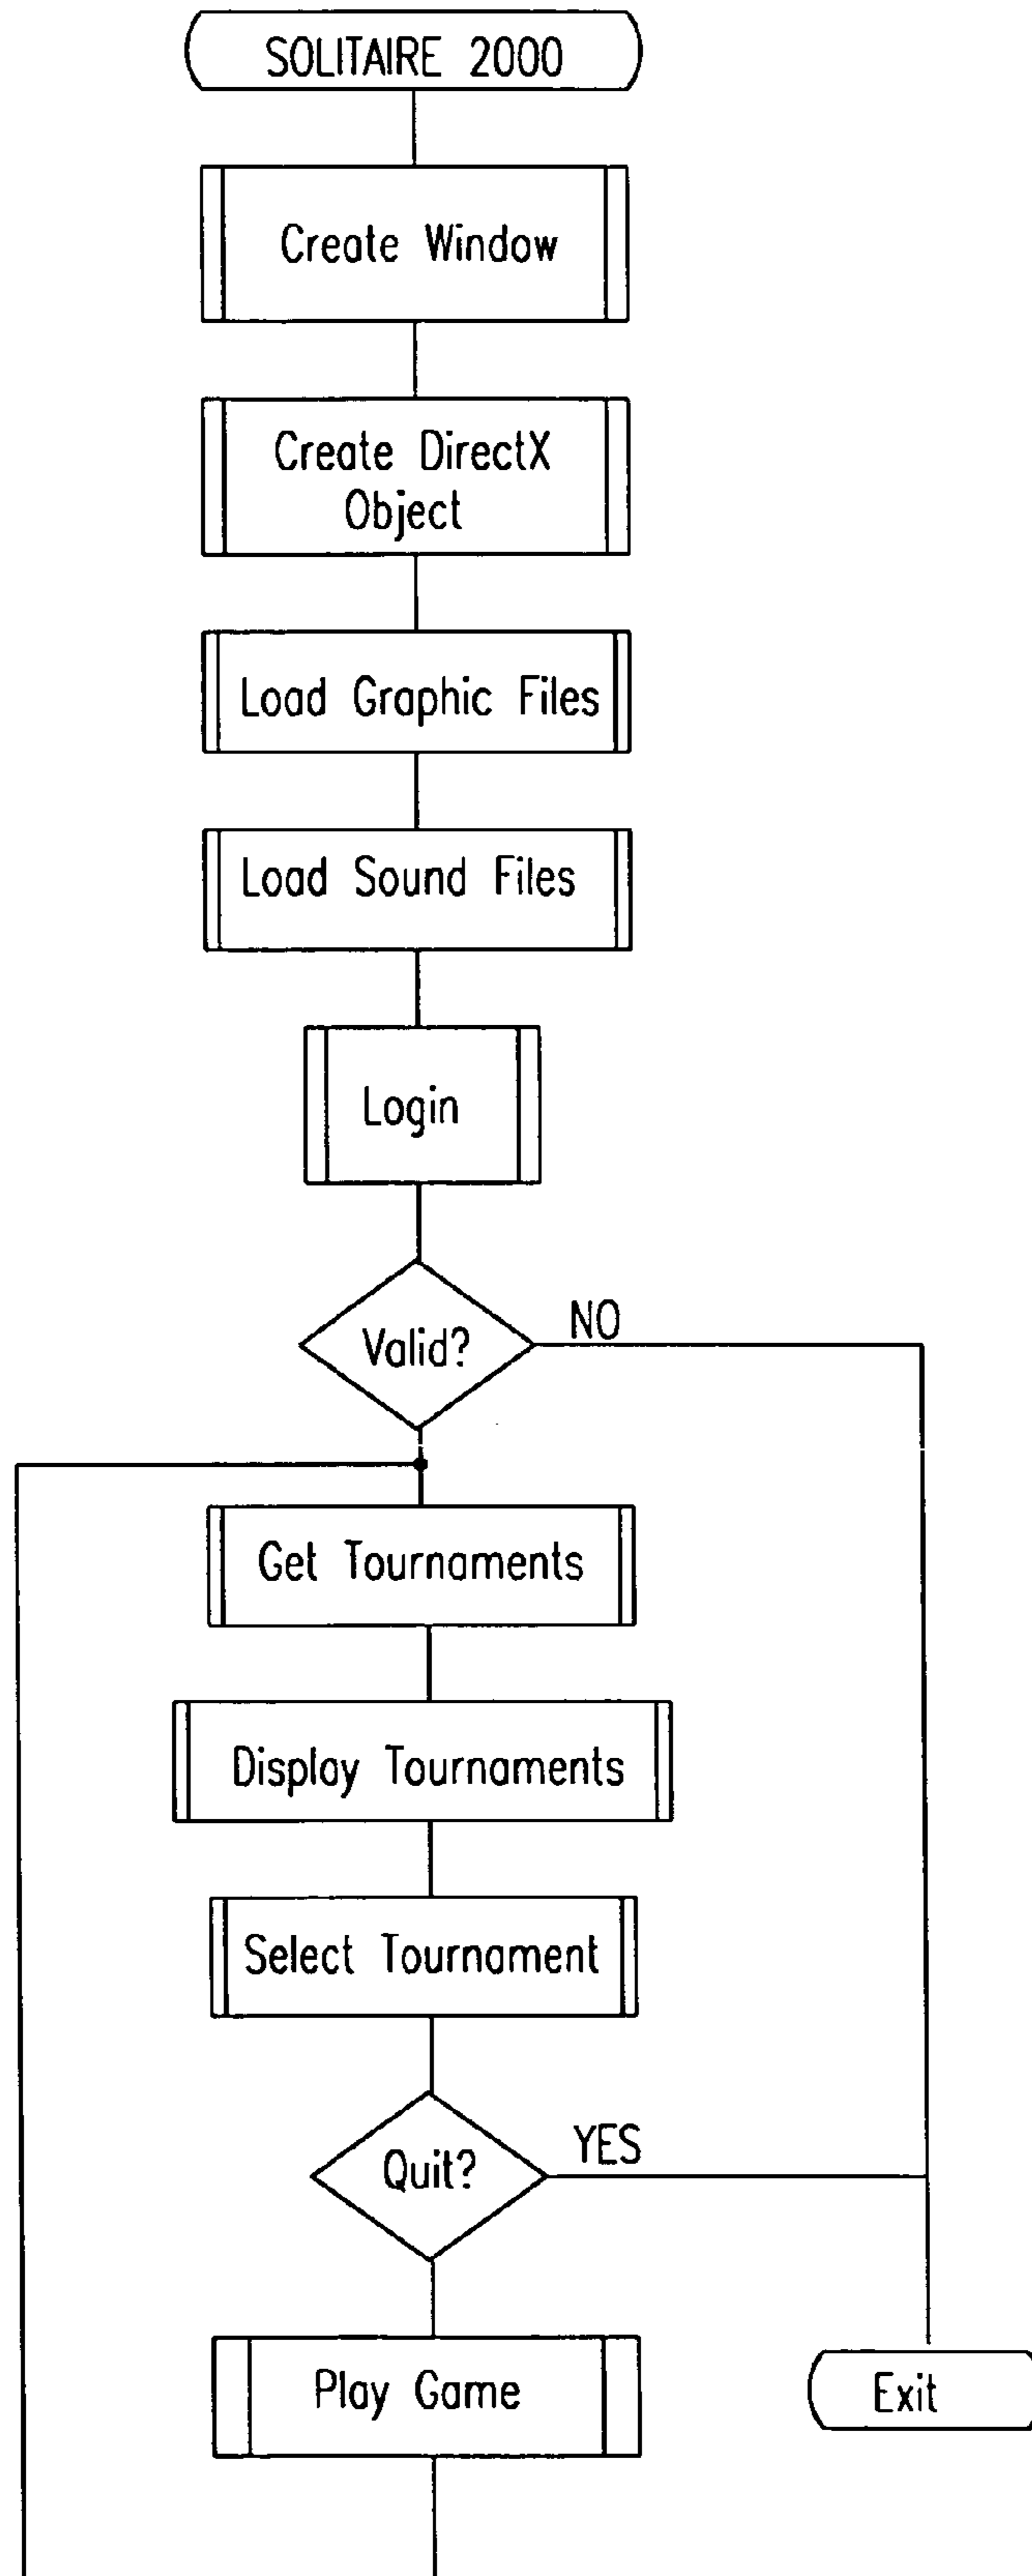 SOLITAIRE 2000
Create Window
Create DirectX
Object
Load Graphic Files
Load Sound Files
Login
Valid?
NO
Get Tournaments
Display Tournaments
Select Tournament
Quit?
YES
Play Game
Exit